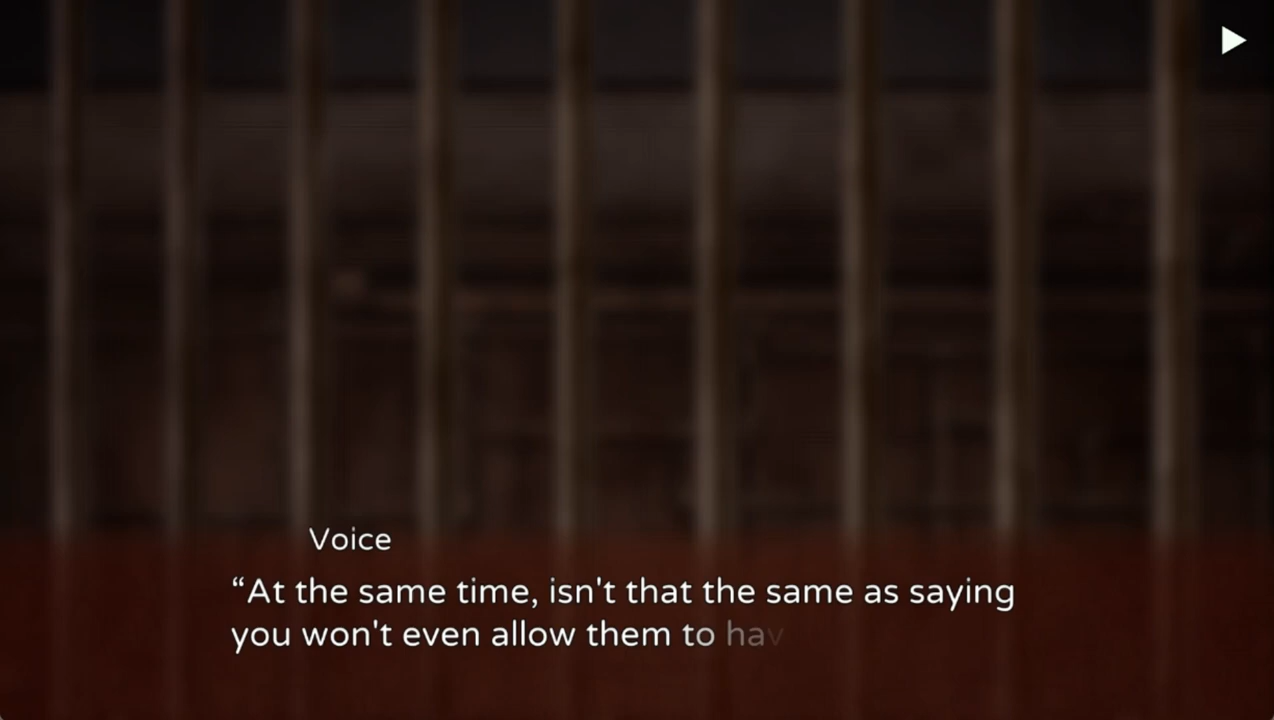 Voice
“At the same time, isn't that the same as saying
you won't even allow them to hav